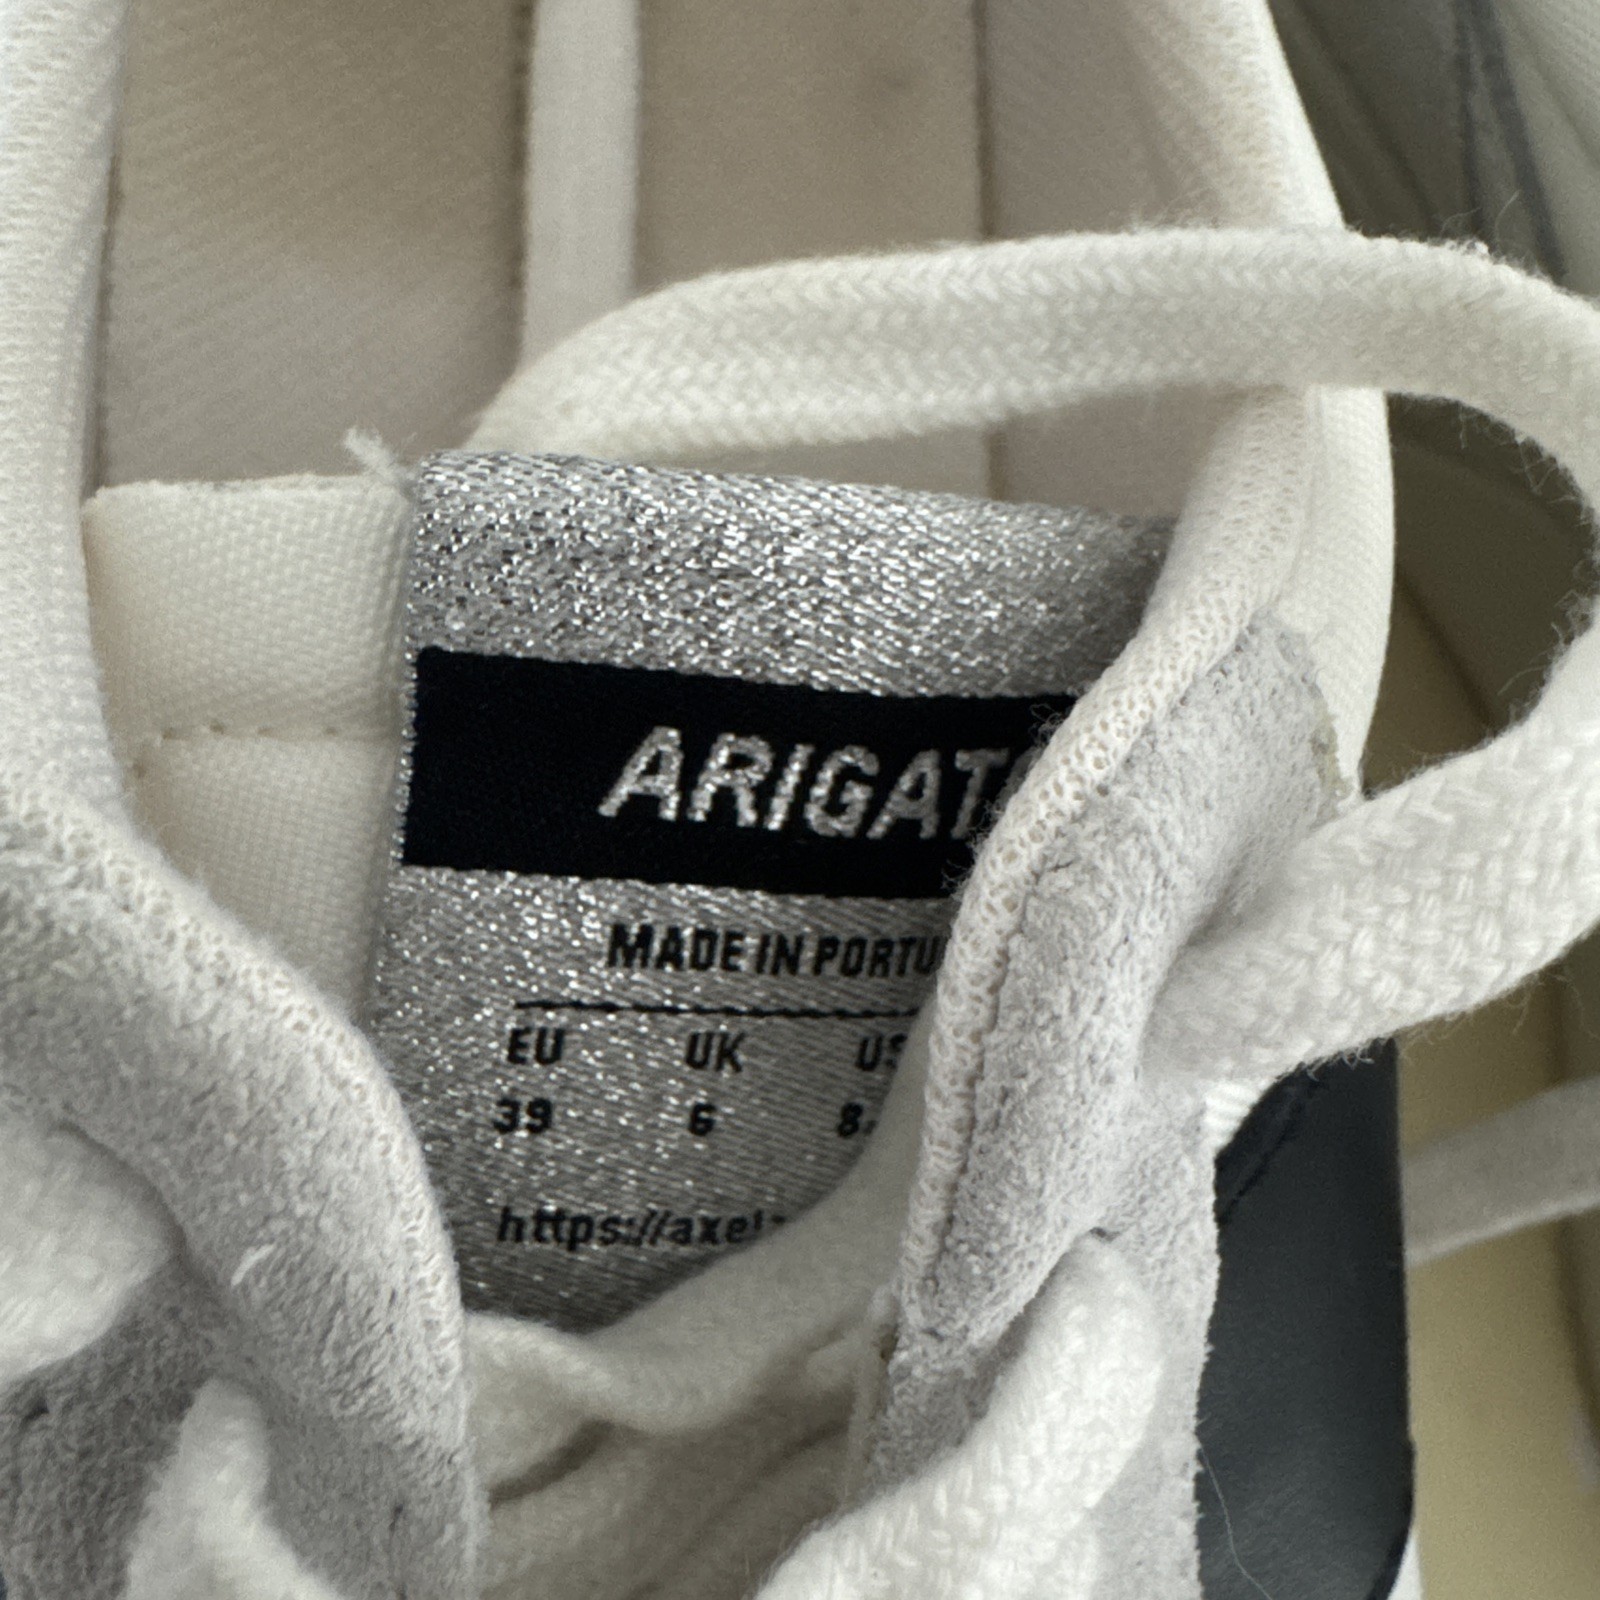 ARIGAT
MADE IN PORTU
EU UK US
39 6 8.
https://axel